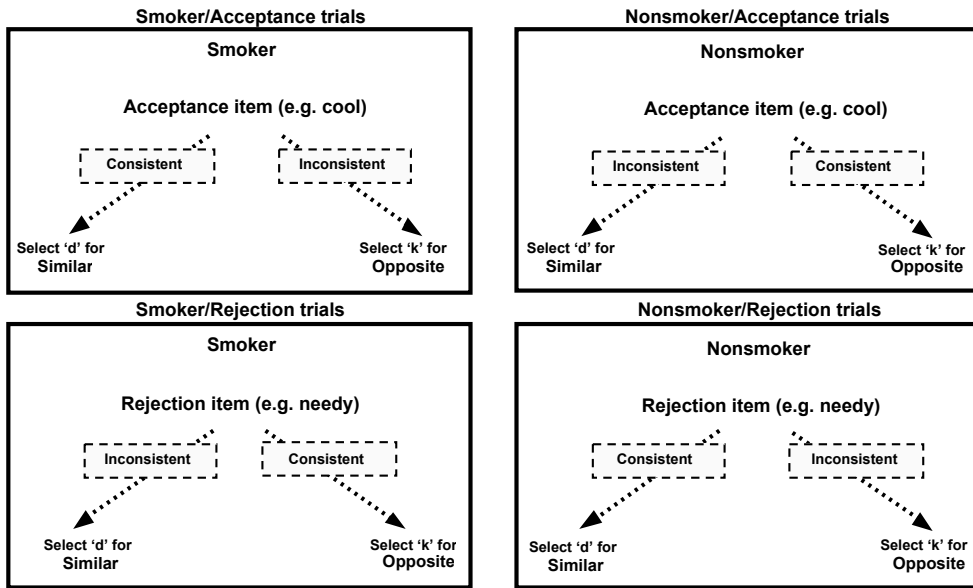 Smoker/Acceptance trials
Smoker
Acceptance item (e.g. cool)
Consistent
Inconsistent
Select ‘d’ for
Similar
Select ‘k’ for
Opposite
Nonsmoker/Acceptance trials
Nonsmoker
Acceptance item (e.g. cool)
Inconsistent
Consistent
Select ‘d’ for
Similar
Select ‘k’ for
Opposite
Smoker/Rejection trials
Smoker
Rejection item (e.g. needy)
Inconsistent
Consistent
Select ‘d’ for
Similar
Select ‘k’ for
Opposite
Nonsmoker/Rejection trials
Nonsmoker
Rejection item (e.g. needy)
Consistent
Inconsistent
Select ‘d’ for
Similar
Select ‘k’ for
Opposite